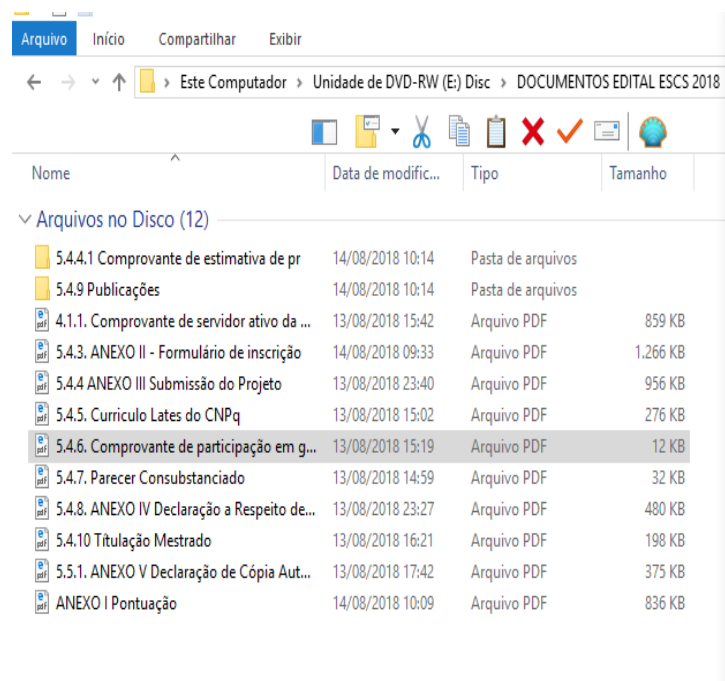 Arquivo Início Compartilhar Exibir
Este Computador > Unidade de DVD-RW (E:) Disc > DOCUMENTOS EDITAL ESCS 2018
Nome Data de modific... Tipo Tamanho
Arquivos no Disco (12)
5.4.4.1 Comprovante de estimativa de pr 14/08/2018 10:14 Pasta de arquivos
5.4.9 Publicações 14/08/2018 10:14 Pasta de arquivos
4.1.1. Comprovante de servidor ativo da ... 13/08/2018 15:42 Arquivo PDF 859 KB
5.4.3. ANEXO II - Formulário de inscrição 14/08/2018 09:33 Arquivo PDF 1.266 KB
5.4.4 ANEXO III Submissão do Projeto 13/08/2018 23:40 Arquivo PDF 956 KB
5.4.5. Curriculo Lates do CNPq 13/08/2018 15:02 Arquivo PDF 276 KB
5.4.6. Comprovante de participação em g... 13/08/2018 15:19 Arquivo PDF 12 KB
5.4.7. Parecer Consubstanciado 13/08/2018 14:59 Arquivo PDF 32 KB
5.4.8. ANEXO IV Declaração a Respeito de... 13/08/2018 23:27 Arquivo PDF 480 KB
5.4.10 Títulação Mestrado 13/08/2018 16:21 Arquivo PDF 198 KB
5.5.1. ANEXO V Declaração de Cópia Aut... 13/08/2018 17:42 Arquivo PDF 375 KB
ANEXO I Pontuação 14/08/2018 10:09 Arquivo PDF 836 KB